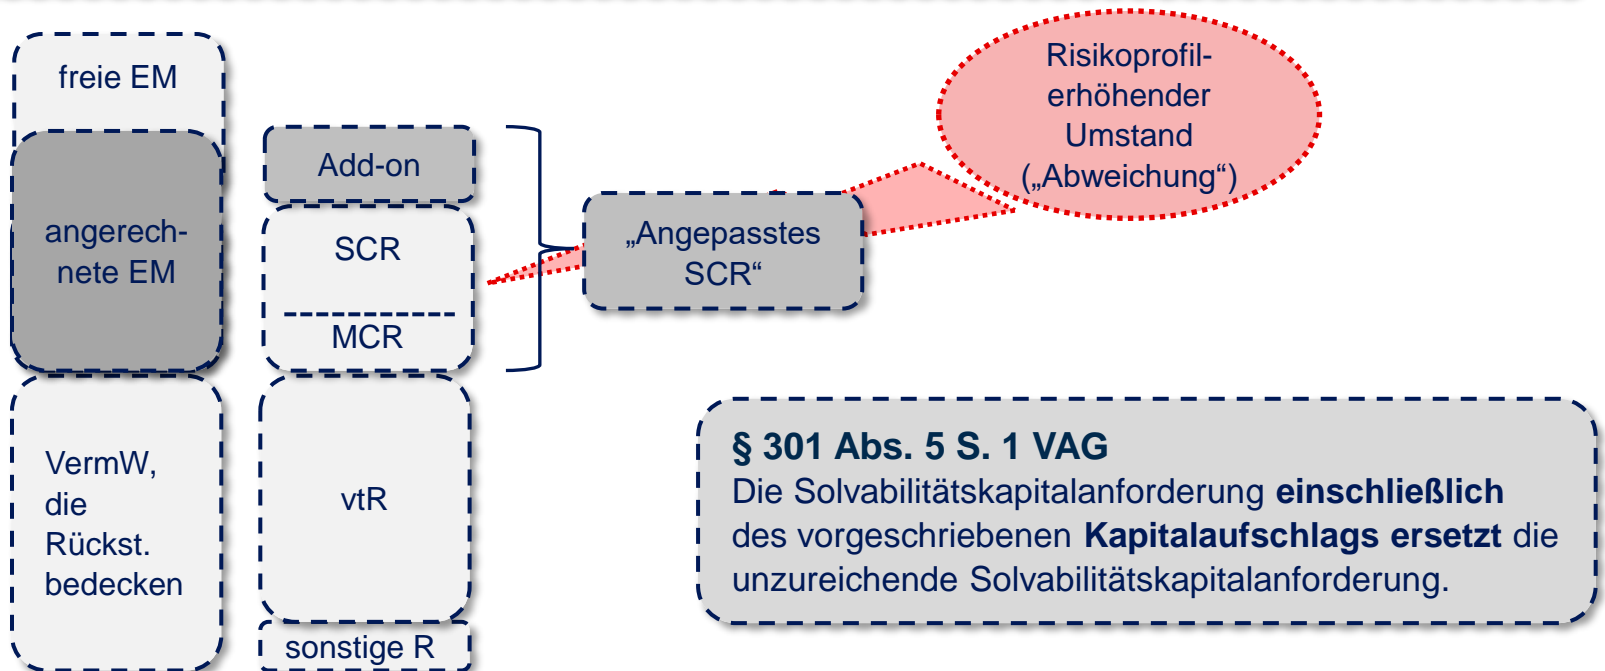 freie EM
angerech-
nete EM
VermW,
die
Rückst.
bedecken
Add-on
SCR
MCR
vtR
sonstige R
„Angepasstes
SCR“
Risikoprofil-
erhöhender
Umstand
(„Abweichung“)
§ 301 Abs. 5 S. 1 VAG
Die Solvabilitätskapitalanforderung einschließlich
des vorgeschriebenen Kapitalaufschlags ersetzt die
unzureichende Solvabilitätskapitalanforderung.